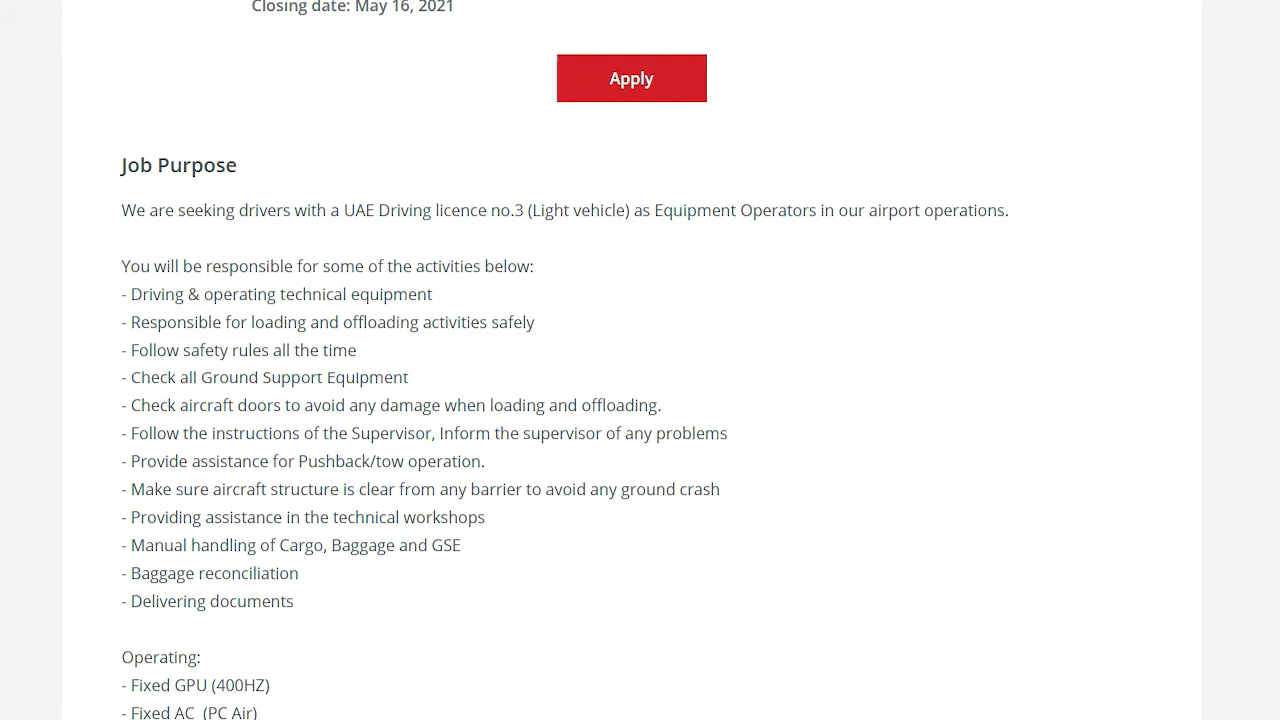 Closing date: May 16, 2021
Apply
Job Purpose
We are seeking drivers with a UAE Driving licence no.3 (Light vehicle) as Equipment Operators in our airport operations.
You will be responsible for some of the activities below:
- Driving & operating technical equipment
- Responsible for loading and offloading activities safely
- Follow safety rules all the time
- Check all Ground Support Equipment
- Check aircraft doors to avoid any damage when loading and offloading.
- Follow the instructions of the Supervisor, Inform the supervisor of any problems
- Provide assistance for Pushback/tow operation.
- Make sure aircraft structure is clear from any barrier to avoid any ground crash
- Providing assistance in the technical workshops
- Manual handling of Cargo, Baggage and GSE
- Baggage reconciliation
- Delivering documents
Operating:
- Fixed GPU (400HZ)
- Fixed AC  (PC Air)